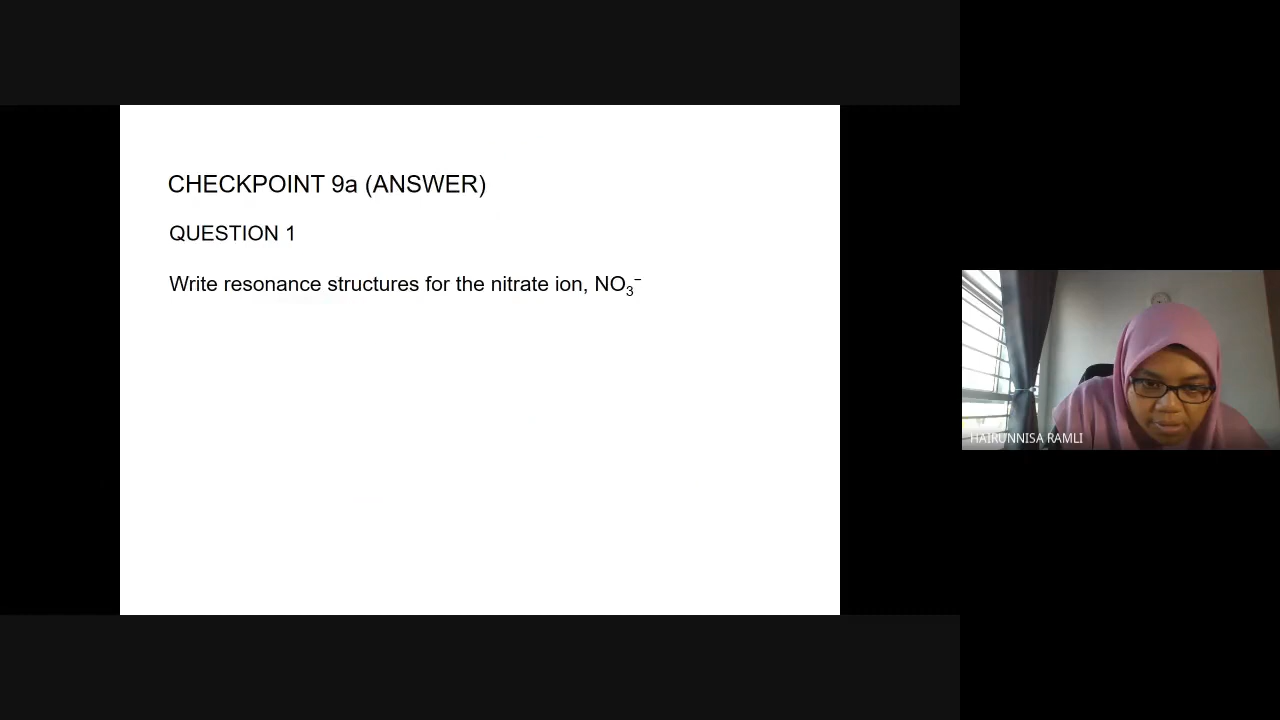 CHECKPOINT 9a (ANSWER)
QUESTION 1
Write resonance structures for the nitrate ion, NO₃⁻
HAIRUNNISA RAMLI